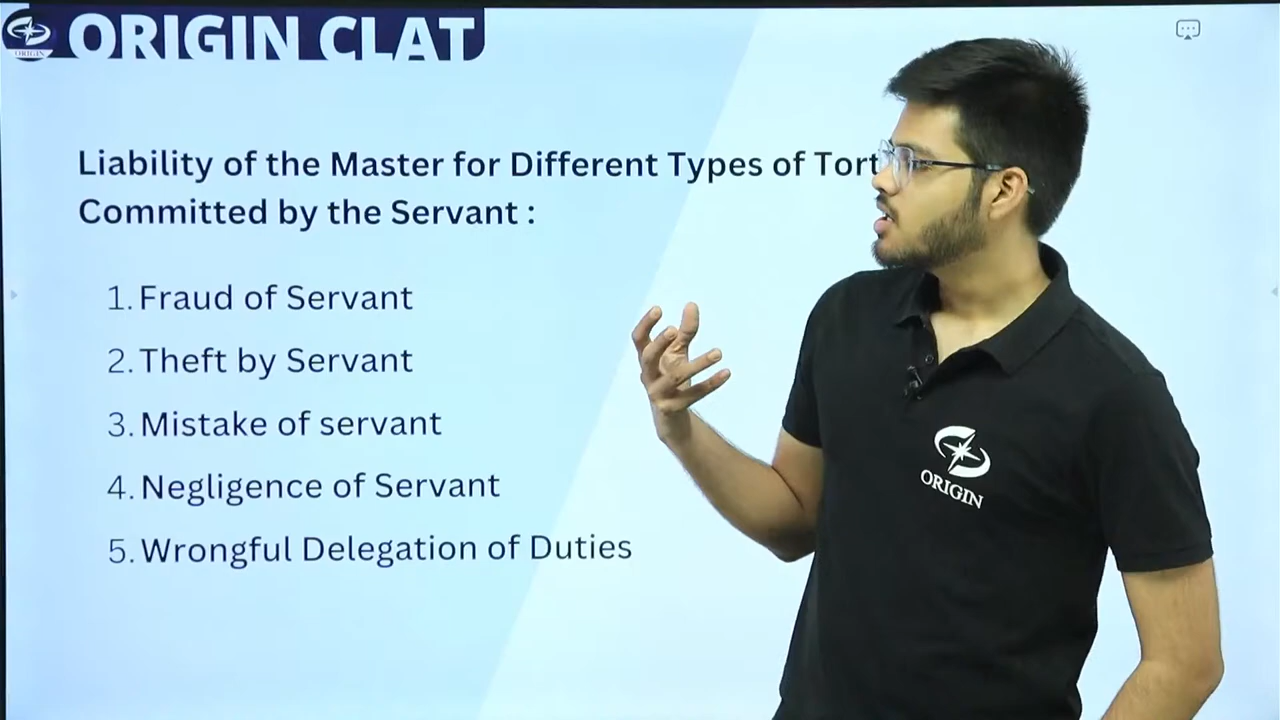 ORIGIN CLAT
ORIGIN
Liability of the Master for Different Types of Tort
Committed by the Servant :
1. Fraud of Servant
2. Theft by Servant
3. Mistake of servant
4. Negligence of Servant
5. Wrongful Delegation of Duties
ORIGIN